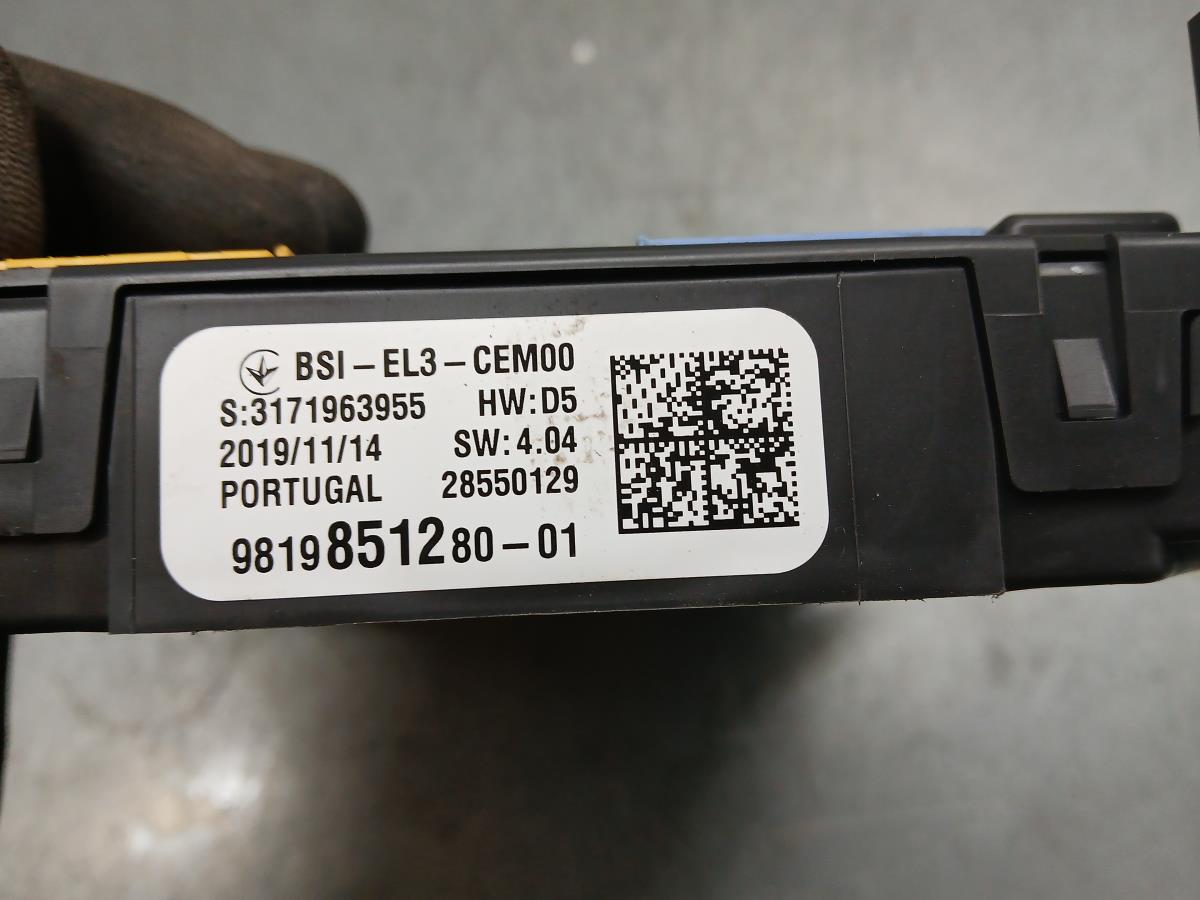 BSI-EL3-CEM00
S:3171963955 HW:D5
2019/11/14 SW:4.04
PORTUGAL 28550129
9819851280-01